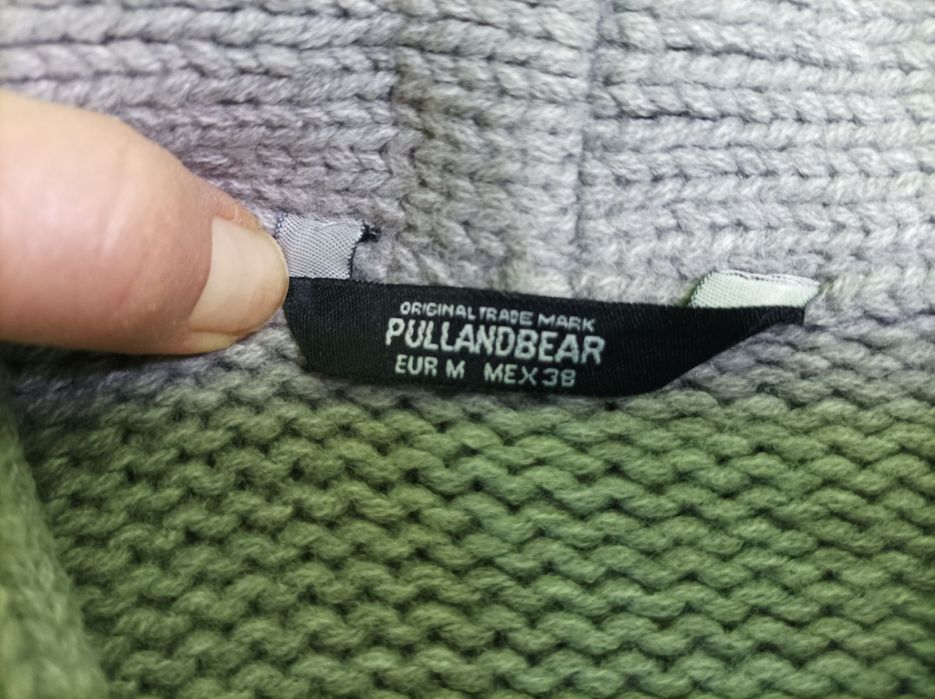 ORIGINAL TRADE MARK
PULLANDBEAR
EUR M MEX 38